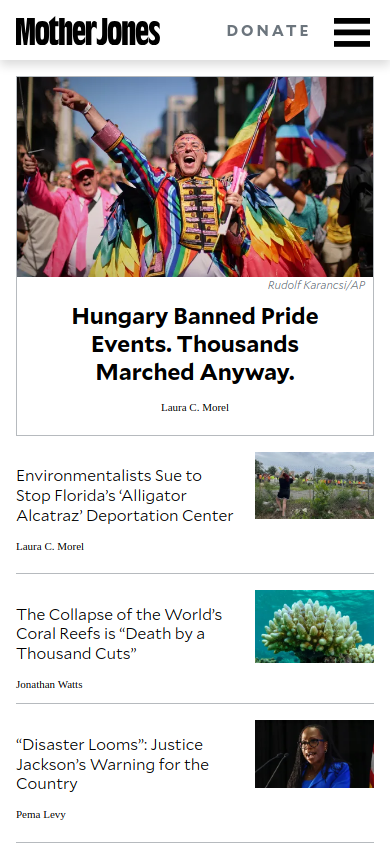 Mother Jones
DONATE
Rudolf Karancsi/AP
Hungary Banned Pride
Events. Thousands
Marched Anyway.
Laura C. Morel
Environmentalists Sue to
Stop Florida’s ‘Alligator
Alcatraz’ Deportation Center
Laura C. Morel
The Collapse of the World’s
Coral Reefs is “Death by a
Thousand Cuts”
Jonathan Watts
“Disaster Looms”: Justice
Jackson’s Warning for the
Country
Pema Levy